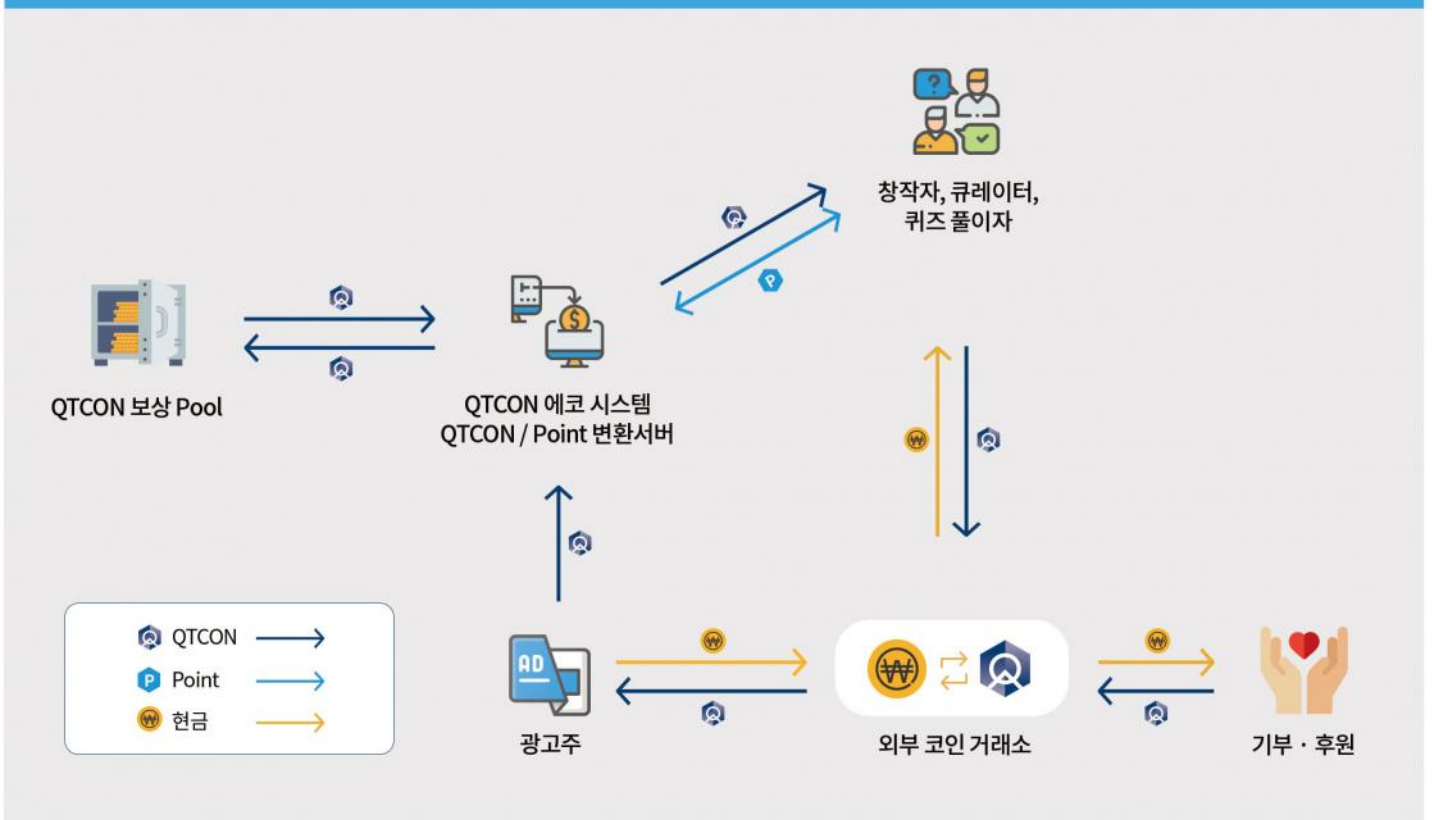 ?
창작자, 큐레이터,
퀴즈 풀이자
P
$
QTCON 보상 Pool
QTCON 에코 시스템
QTCON / Point 변환서버
QTCON
P Point
₩ 현금
AD
₩
₩
₩
₩
광고주
외부 코인 거래소
기부 · 후원